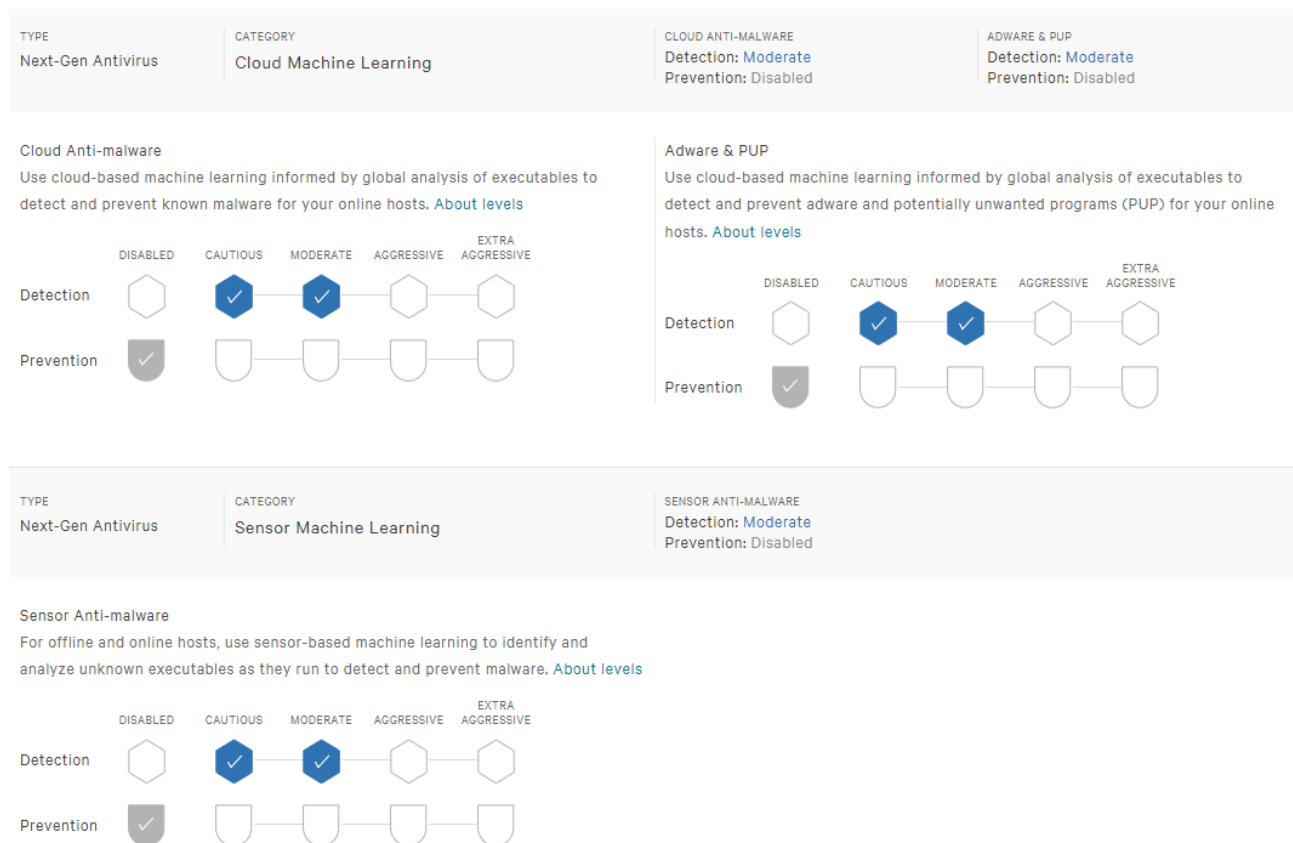 TYPE
Next-Gen Antivirus
CATEGORY
Cloud Machine Learning
CLOUD ANTI-MALWARE
Detection: Moderate
Prevention: Disabled
ADWARE & PUP
Detection: Moderate
Prevention: Disabled
Cloud Anti-malware
Use cloud-based machine learning informed by global analysis of executables to
detect and prevent known malware for your online hosts. About levels
DISABLED CAUTIOUS MODERATE AGGRESSIVE EXTRA
AGGRESSIVE
Detection
Prevention
Adware & PUP
Use cloud-based machine learning informed by global analysis of executables to
detect and prevent adware and potentially unwanted programs (PUP) for your online
hosts. About levels
DISABLED CAUTIOUS MODERATE AGGRESSIVE EXTRA
AGGRESSIVE
Detection
Prevention
TYPE
Next-Gen Antivirus
CATEGORY
Sensor Machine Learning
SENSOR ANTI-MALWARE
Detection: Moderate
Prevention: Disabled
Sensor Anti-malware
For offline and online hosts, use sensor-based machine learning to identify and
analyze unknown executables as they run to detect and prevent malware. About levels
DISABLED CAUTIOUS MODERATE AGGRESSIVE EXTRA
AGGRESSIVE
Detection
Prevention